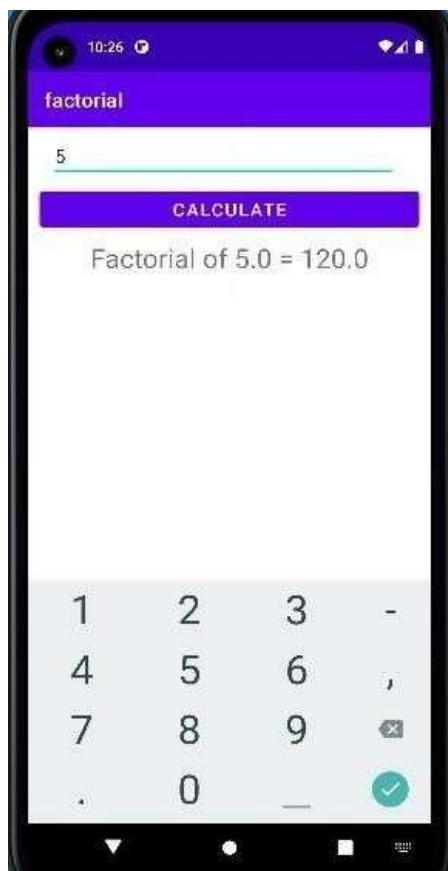 10:26
factorial
5
CALCULATE
Factorial of 5.0 = 120.0
1 2 3 -
4 5 6 ,
7 8 9
. 0 _